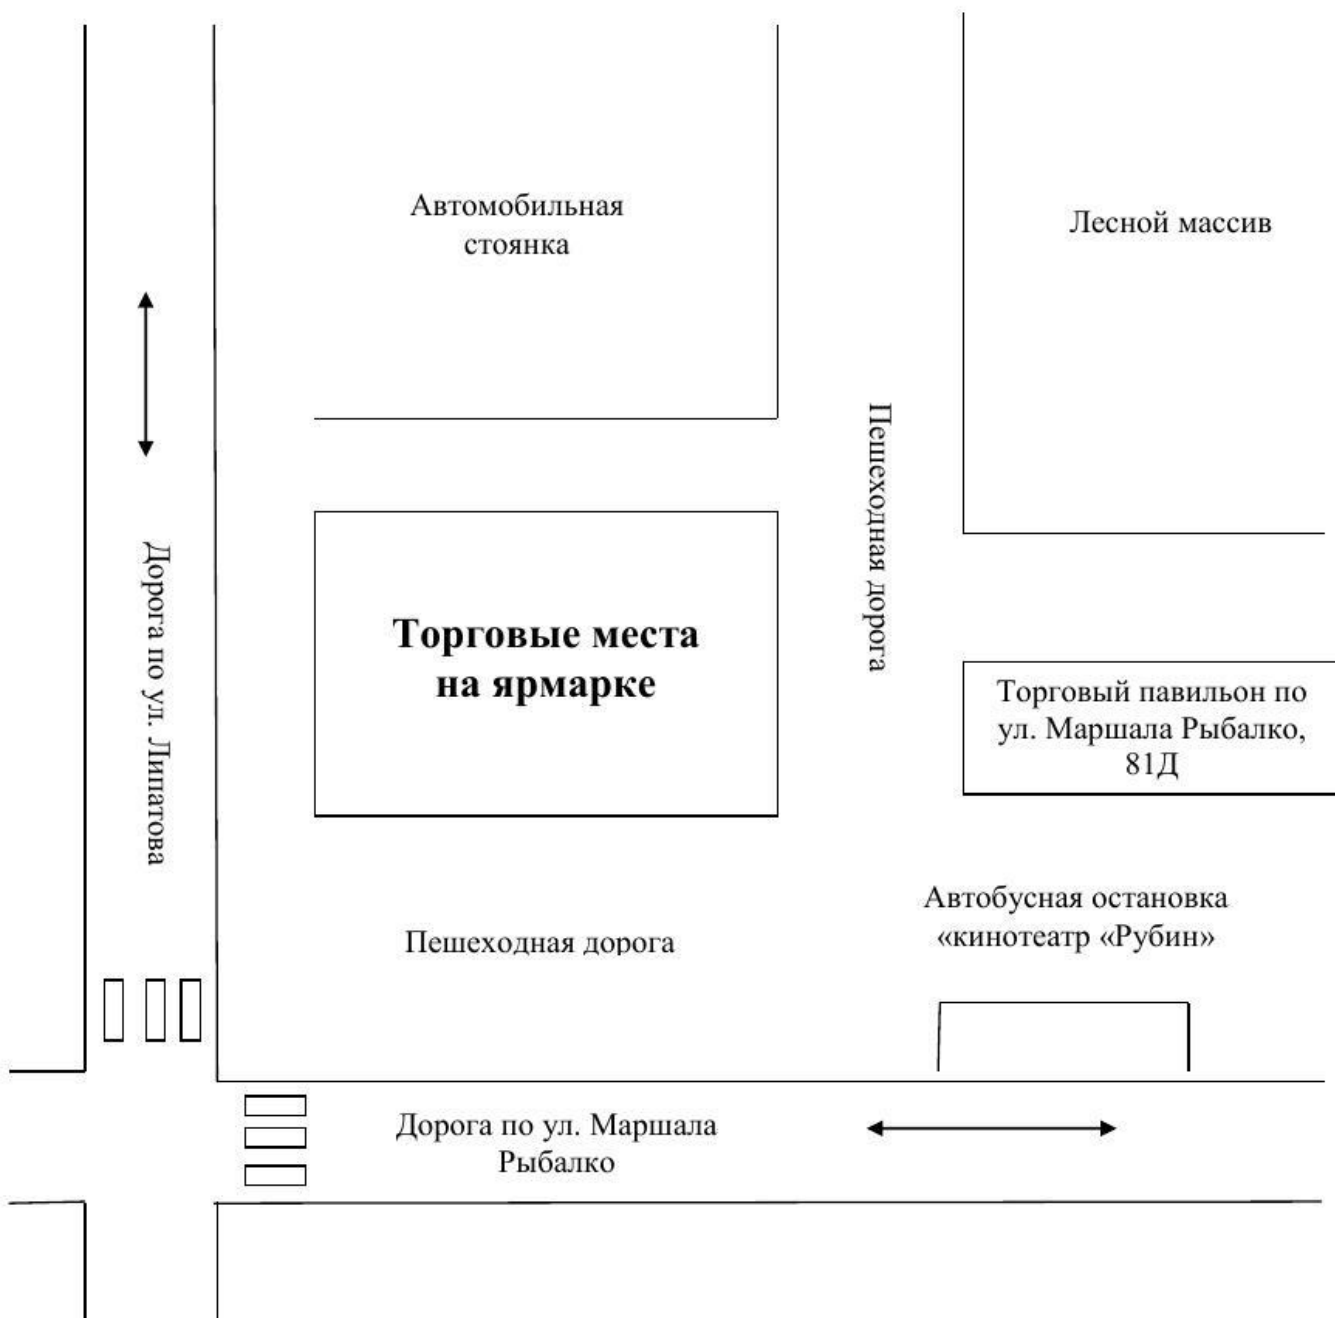 Автомобильная
стоянка
Лесной массив
Пешеходная дорога
Дорога по ул. Липатова
Торговые места
на ярмарке
Торговый павильон по
ул. Маршала Рыбалко,
81Д
Автобусная остановка
«кинотеатр «Рубин»
Пешеходная дорога
Дорога по ул. Маршала
Рыбалко